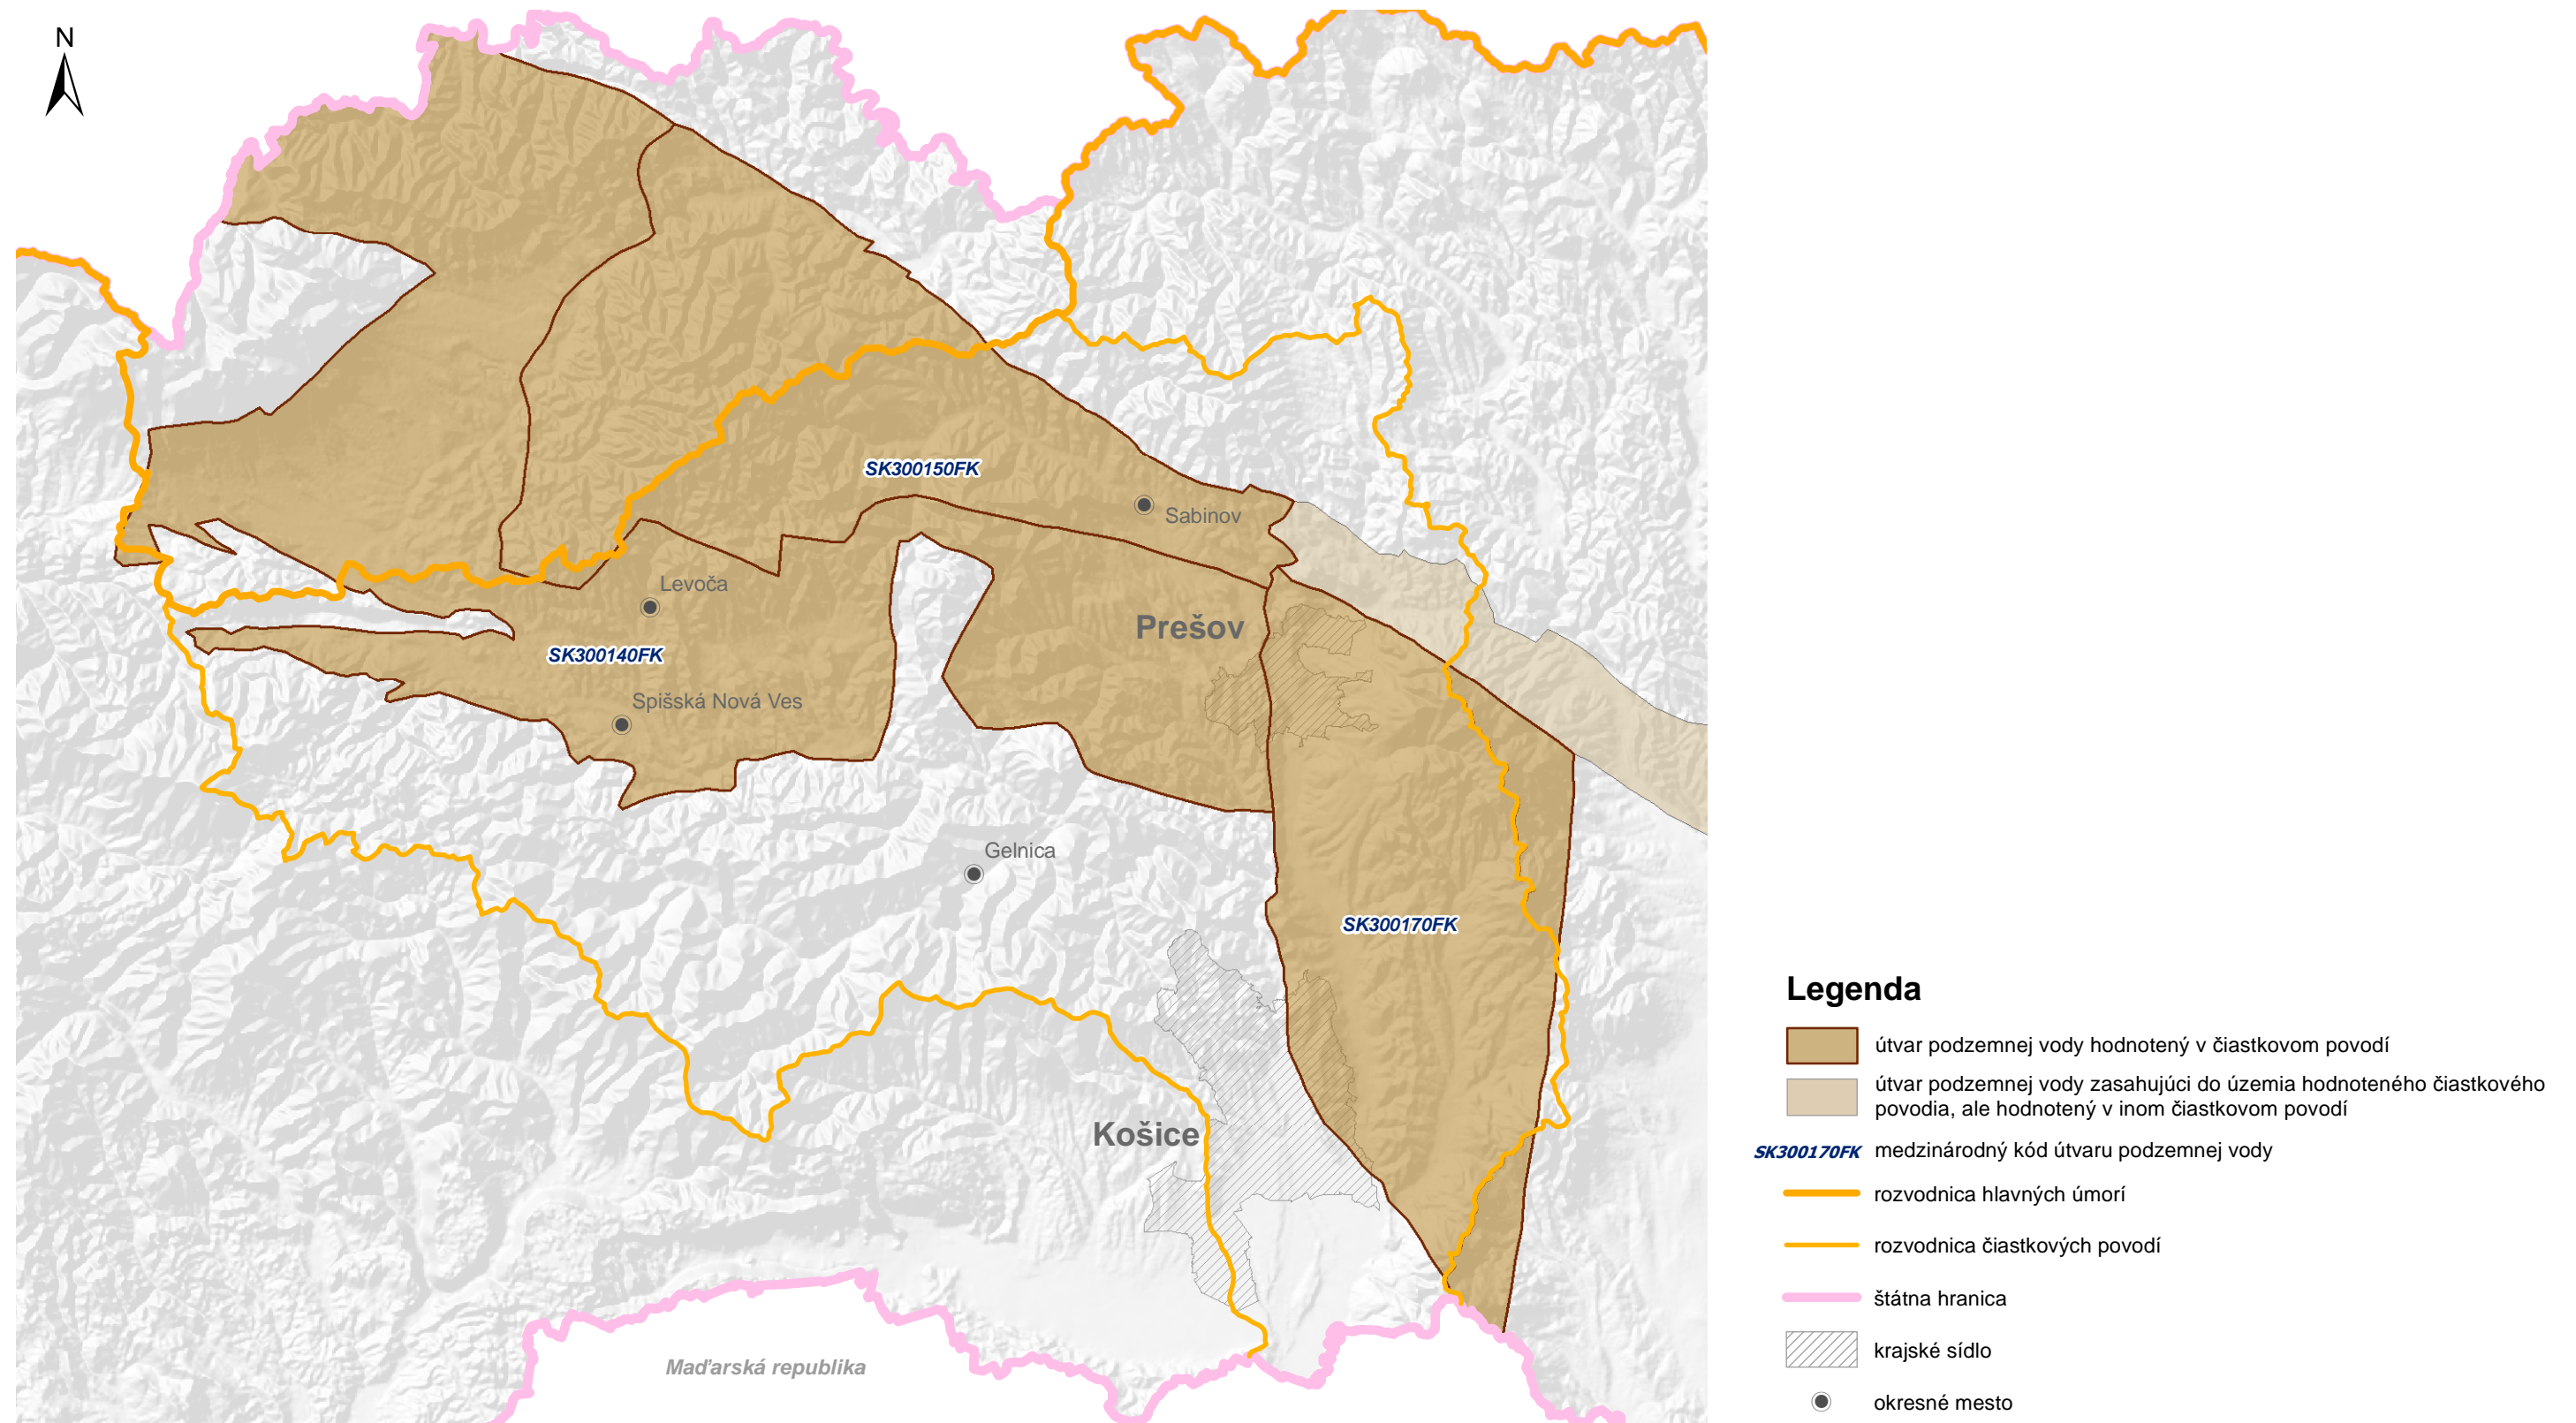 N
SK300150FK
Sabinov
Levoča
Prešov
SK300140FK
Spišská Nová Ves
Gelnica
SK300170FK
Košice
Maďarská republika
Legenda
útvar podzemnej vody hodnotený v čiastkovom povodí
útvar podzemnej vody zasahujúci do územia hodnoteného čiastkového
povodia, ale hodnotený v inom čiastkovom povodí
SK300170FK medzinárodný kód útvaru podzemnej vody
rozvodnica hlavných úmorí
rozvodnica čiastkových povodí
štátna hranica
krajské sídlo
okresné mesto